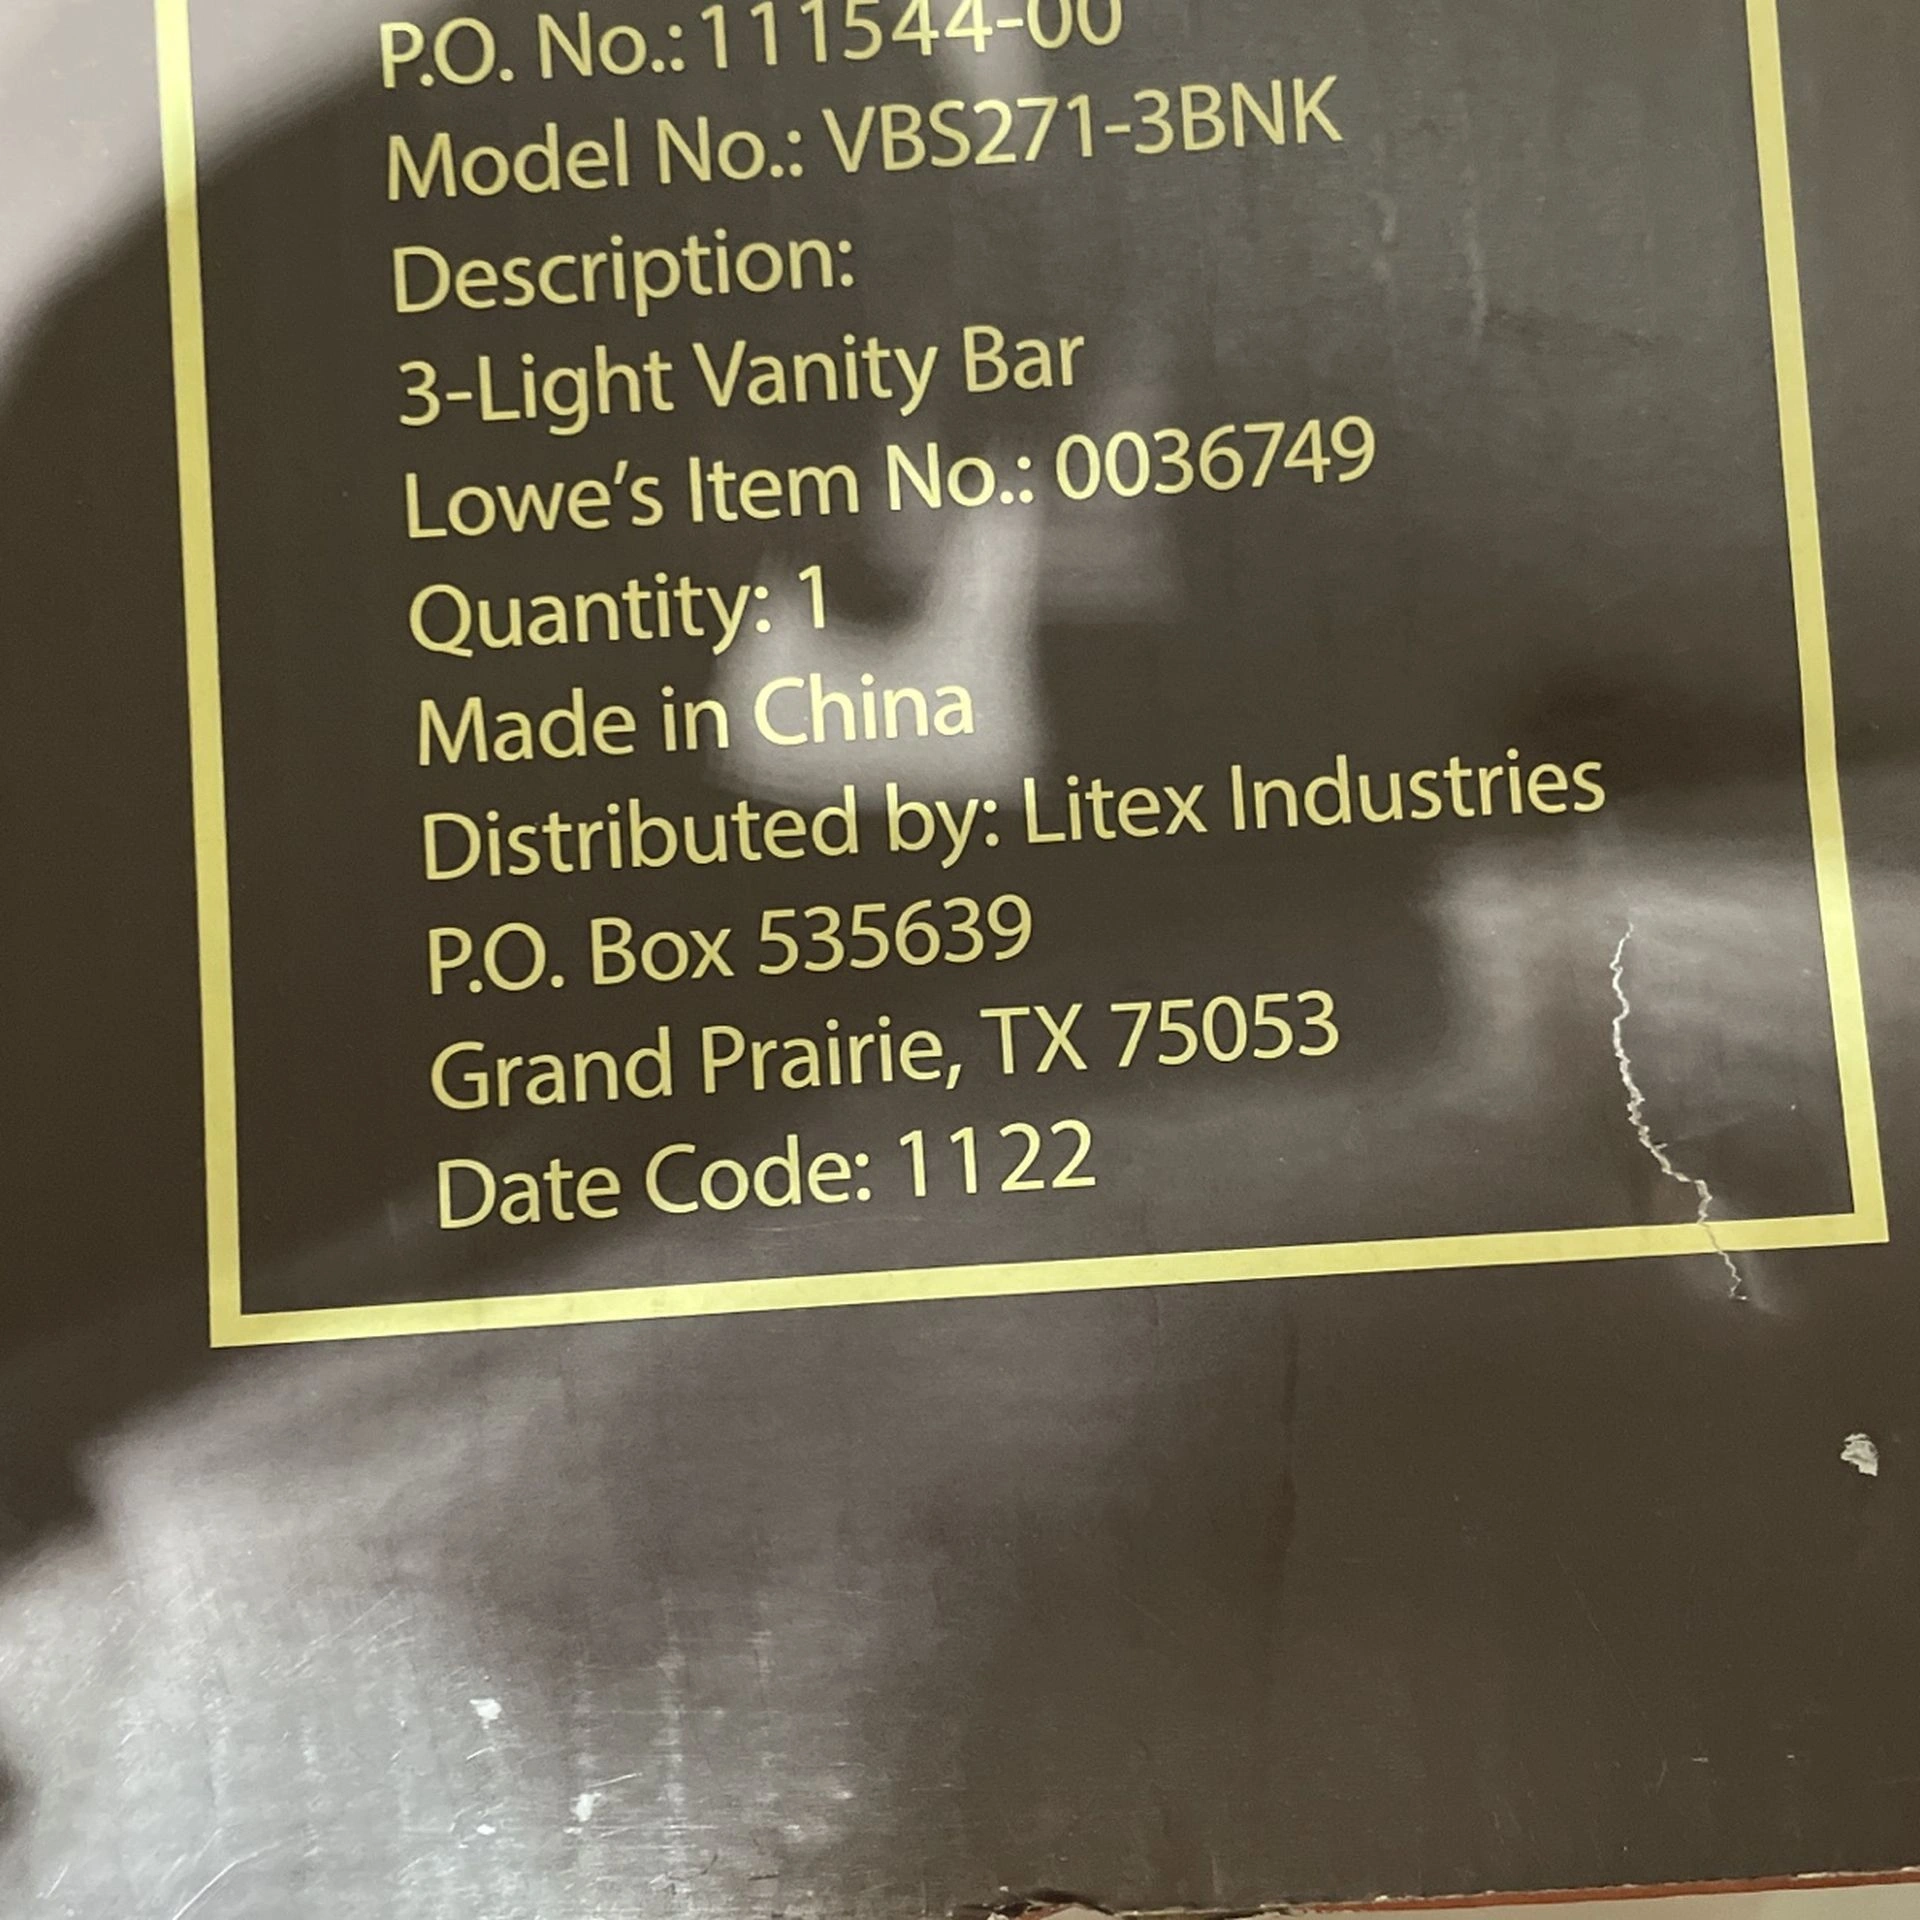 P.O. No.: 111544-00
Model No.: VBS271-3BNK
Description:
3-Light Vanity Bar
Lowe's Item No.: 0036749
Quantity: 1
Made in China
Distributed by: Litex Industries
P.O. Box 535639
Grand Prairie, TX 75053
Date Code: 1122